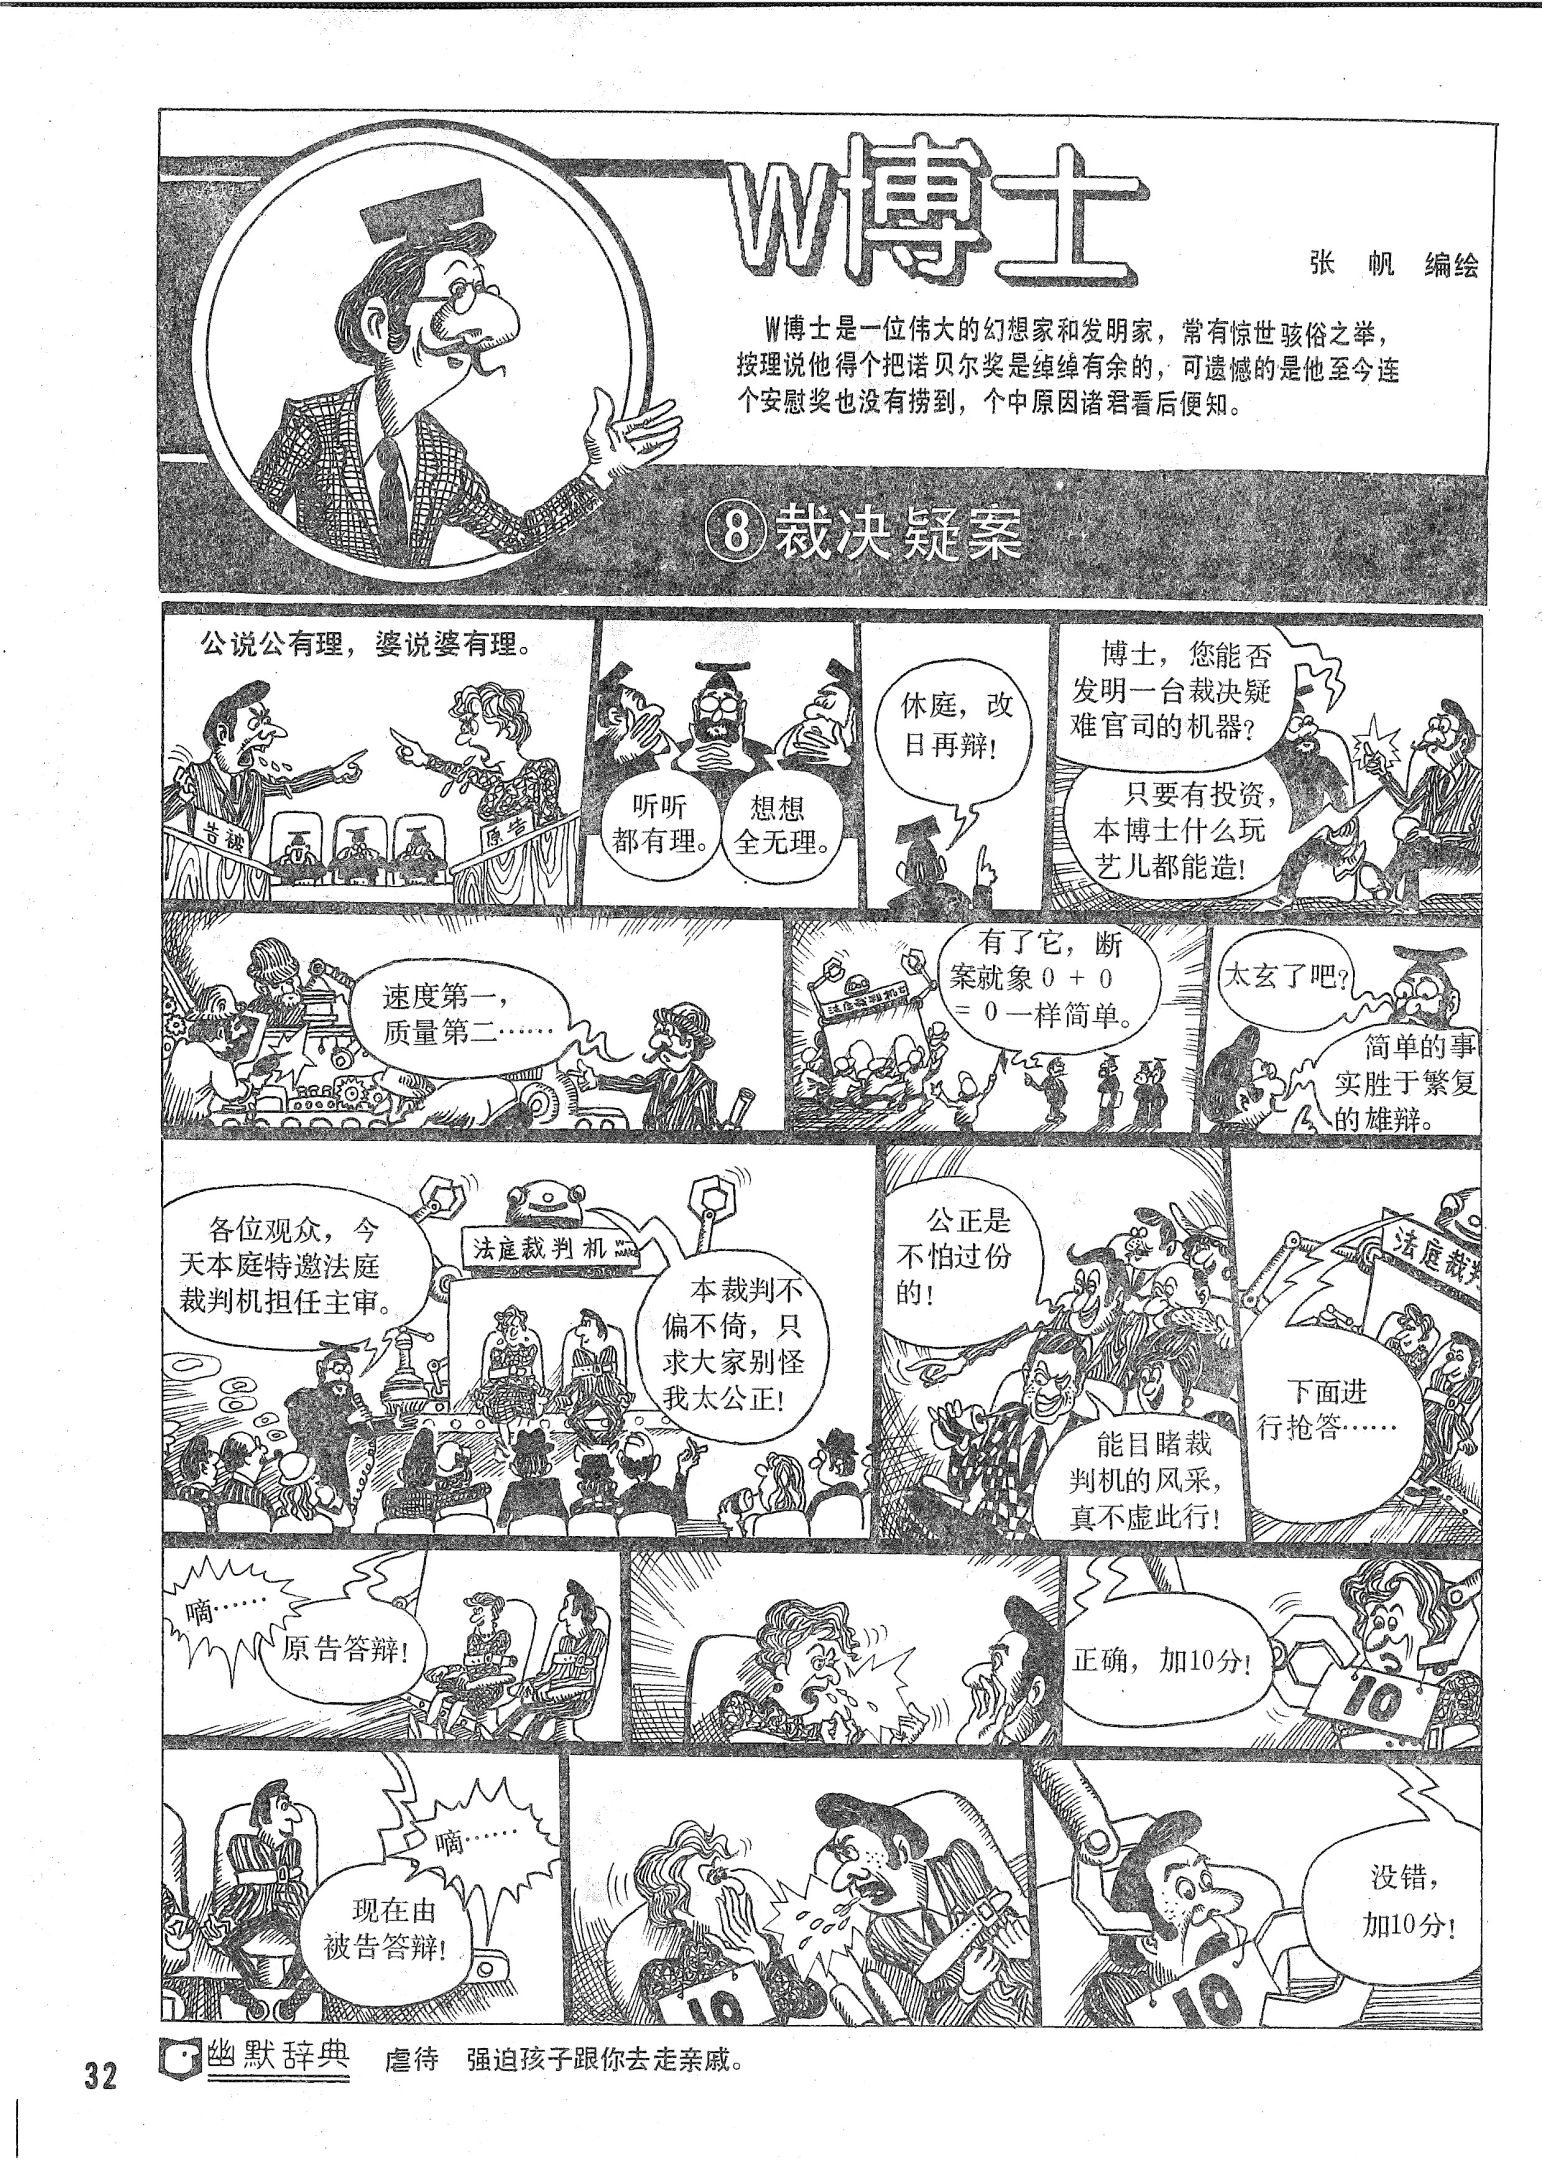 W博士
张 帆 编绘
W博士是一位伟大的幻想家和发明家，常有惊世骇俗之举，
按理说他得个把诺贝尔奖是绰绰有余的，可遗憾的是他至今连
个安慰奖也没有捞到，个中原因诸君看后便知。
⑧裁决疑案
公说公有理，婆说婆有理。
告被
原告
听听
都有理。
想想
全无理。
休庭，改
日再辩！
博士，您能否
发明一台裁决疑
难官司的机器？
只要有投资，
本博士什么玩
艺儿都能造！
速度第一，
质量第二……
有了它，断
案就象0+0
=0一样简单。
太玄了吧？
简单的事
实胜于繁复
的雄辩。
各位观众，今
天本庭特邀法庭
裁判机担任主审。
法庭裁判机
本裁判不
偏不倚，只
求大家别怪
我太公正！
公正是
不怕过份
的！
能目睹裁
判机的风采，
真不虚此行！
法庭裁判
下面进
行抢答……
嘀……
原告答辩！
正确，加10分！
10
嘀……
现在由
被告答辩！
10
没错，
加10分！
10
幽默辞典 虐待 强迫孩子跟你去走亲戚。
32